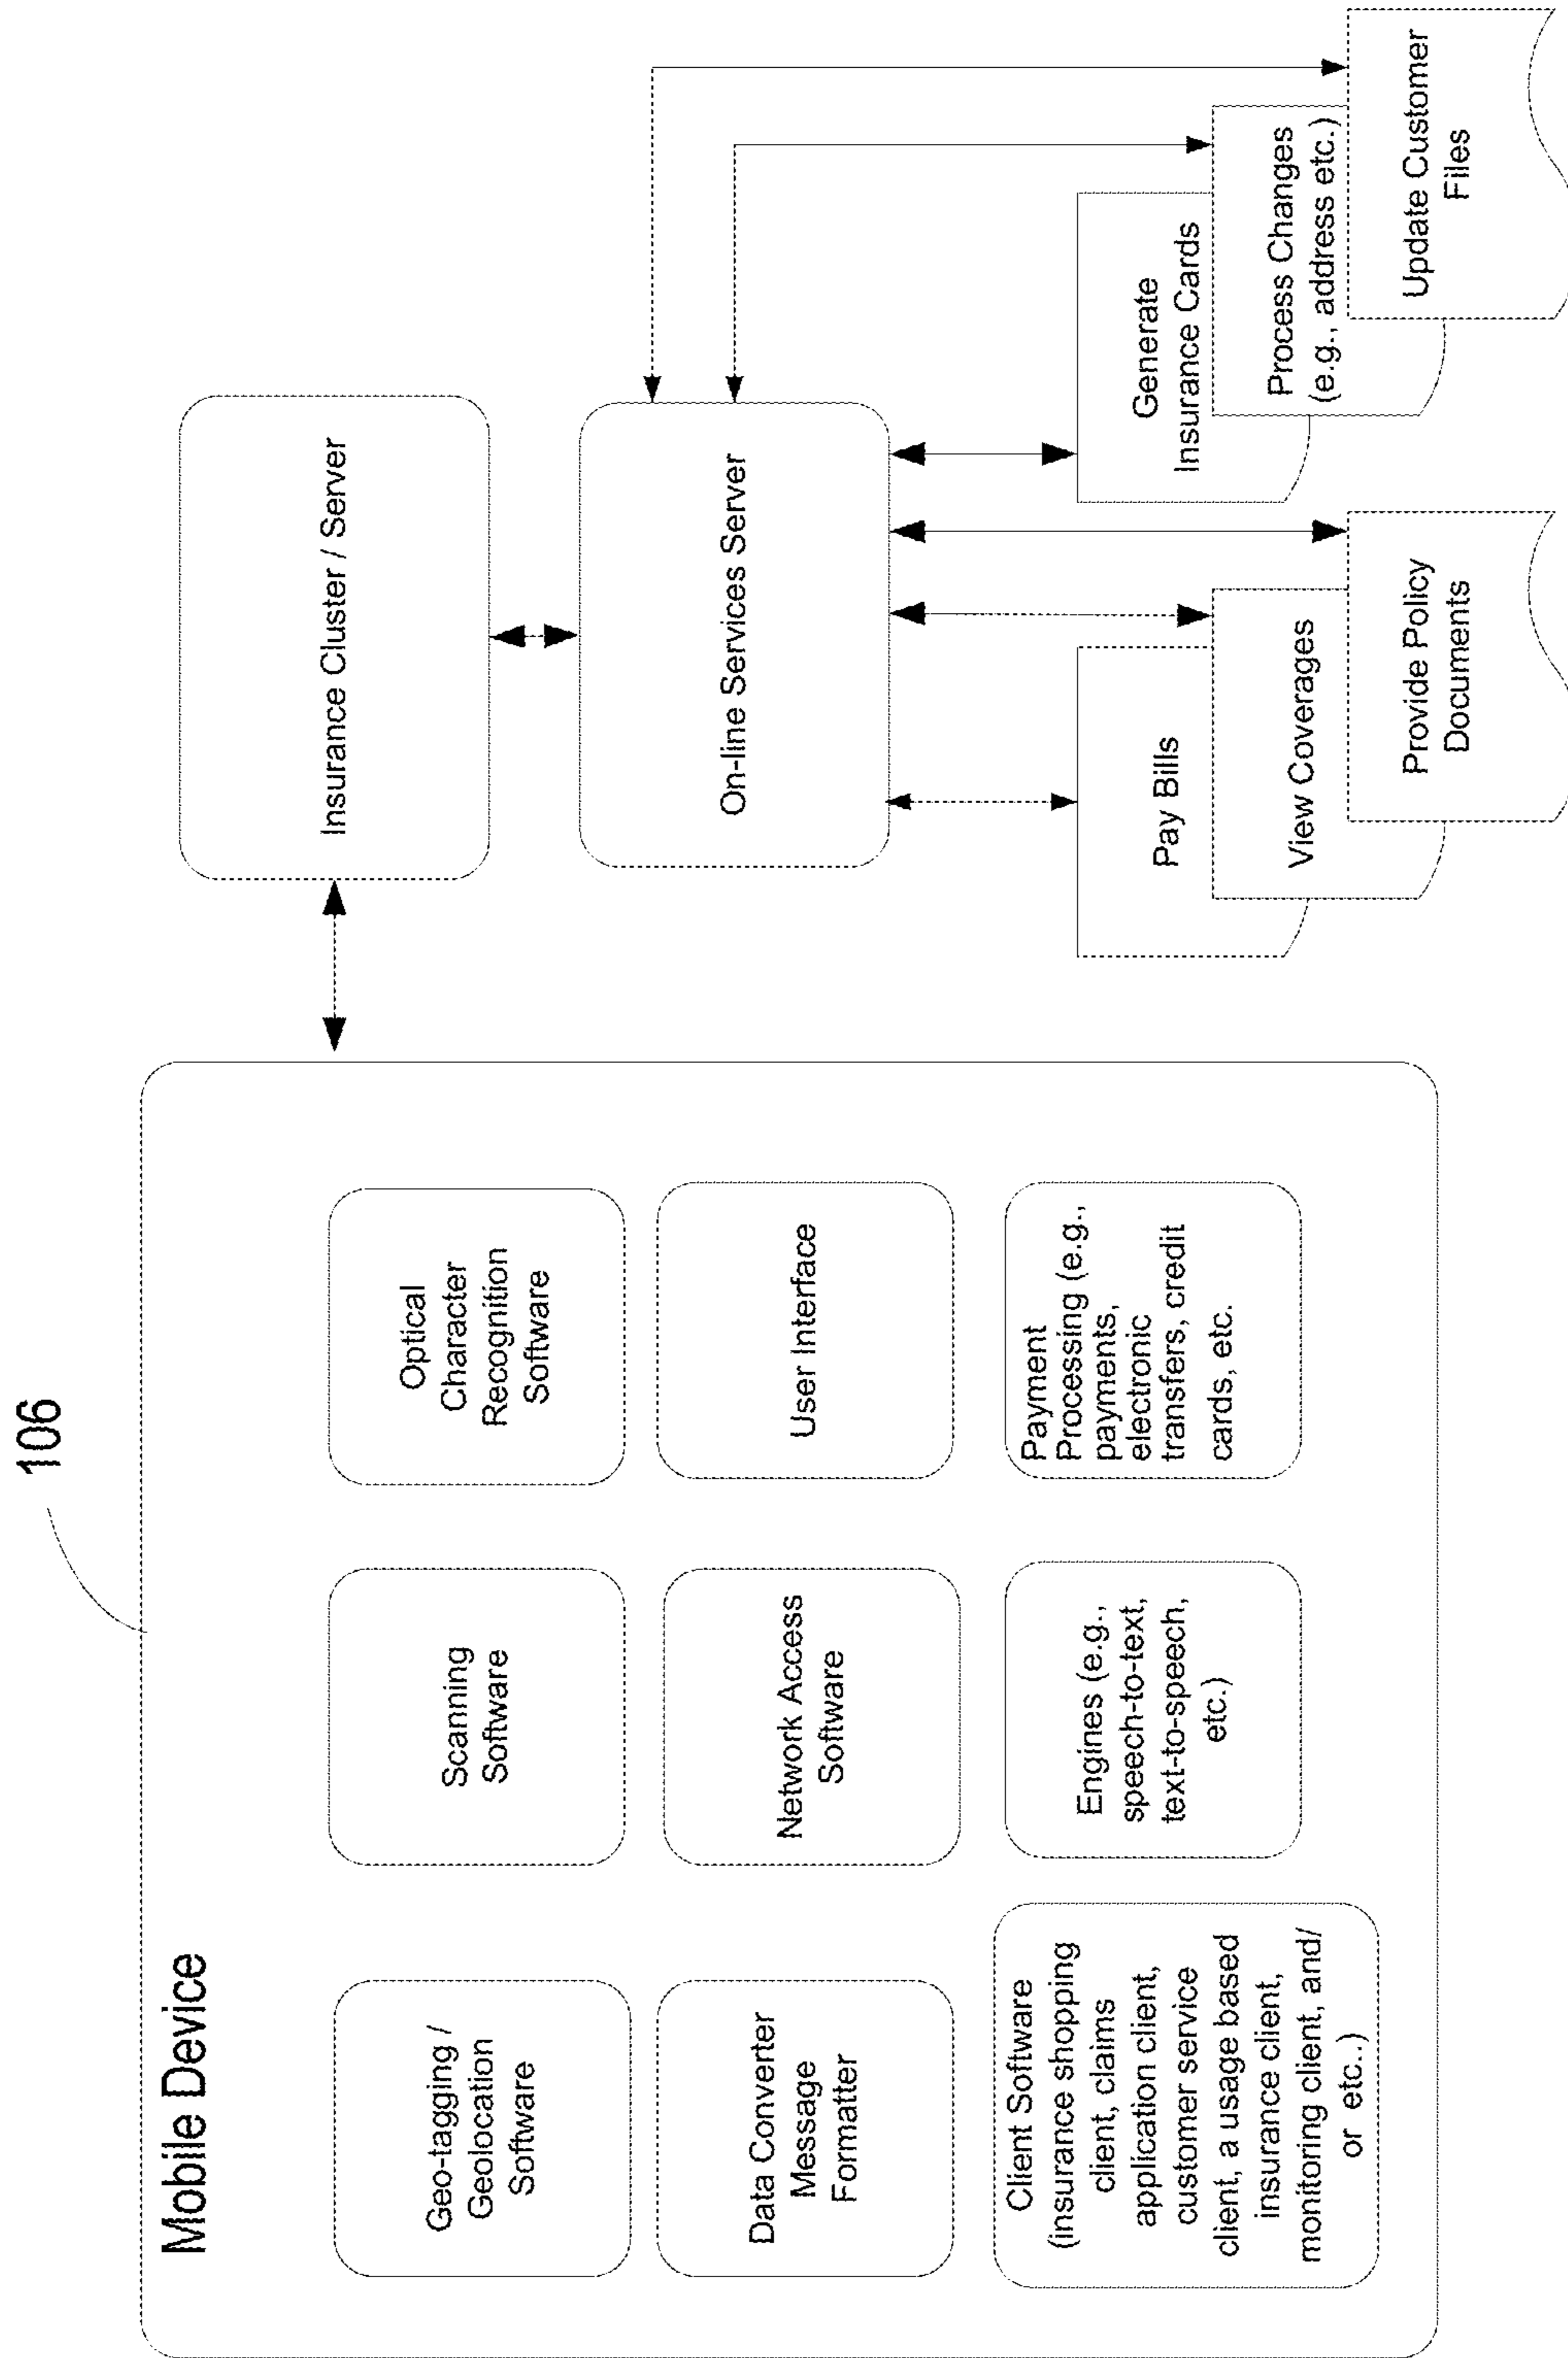 106
Mobile Device
Geo-tagging /
Geolocation
Software
Scanning
Software
Optical
Character
Recognition
Software
Data Converter
Message
Formatter
Network Access
Software
User Interface
Client Software
(insurance shopping
client, claims
application client,
customer service
client, a usage based
insurance client,
monitoring client, and/
or etc..)
Engines (e.g.,
speech-to-text,
text-to-speech,
etc.)
Payment
Processing (e.g.,
payments,
electronic
transfers, credit
cards, etc.
Insurance Cluster / Server
On-line Services Server
Pay Bills
View Coverages
Provide Policy
Documents
Generate
Insurance Cards
Process Changes
(e.g., address etc.)
Update Customer
Files